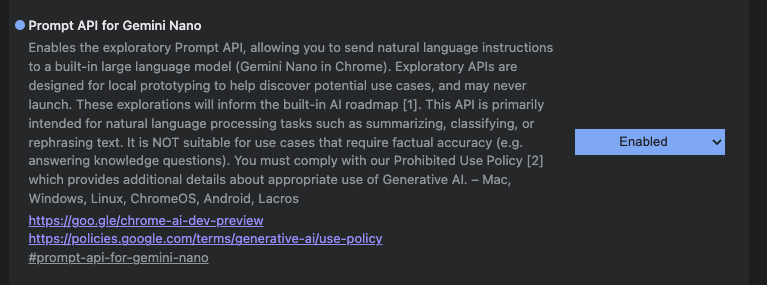 Prompt API for Gemini Nano
Enables the exploratory Prompt API, allowing you to send natural language instructions
to a built-in large language model (Gemini Nano in Chrome). Exploratory APIs are
designed for local prototyping to help discover potential use cases, and may never
launch. These explorations will inform the built-in AI roadmap [1]. This API is primarily
intended for natural language processing tasks such as summarizing, classifying, or
rephrasing text. It is NOT suitable for use cases that require factual accuracy (e.g.
answering knowledge questions). You must comply with our Prohibited Use Policy [2]
which provides additional details about appropriate use of Generative AI. – Mac,
Windows, Linux, ChromeOS, Android, Lacros
https://goo.gle/chrome-ai-dev-preview
https://policies.google.com/terms/generative-ai/use-policy
#prompt-api-for-gemini-nano
Enabled